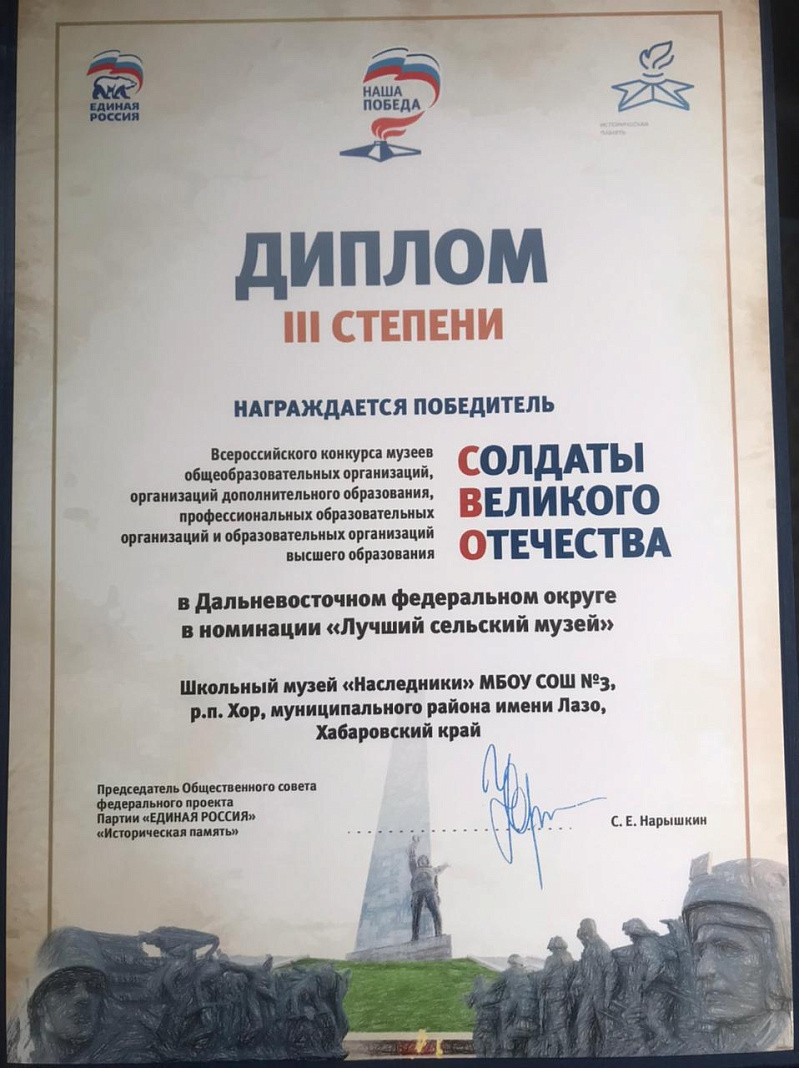 ЕДИНАЯ
РОССИЯ
НАША
ПОБЕДА
ИСТОРИЧЕСКАЯ
ПАМЯТЬ
ДИПЛОМ
III СТЕПЕНИ
НАГРАЖДАЕТСЯ ПОБЕДИТЕЛЬ
Всероссийского конкурса музеев
общеобразовательных организаций,
организаций дополнительного образования,
профессиональных образовательных
организаций и образовательных организаций
высшего образования
СОЛДАТЫ
ВЕЛИКОГО
ОТЕЧЕСТВА
в Дальневосточном федеральном округе
в номинации «Лучший сельский музей»
Школьный музей «Наследники» МБОУ СОШ №3,
р.п. Хор, муниципального района имени Лазо,
Хабаровский край
Председатель Общественного совета
федерального проекта
Партии «ЕДИНАЯ РОССИЯ»
«Историческая память»
С. Е. Нарышкин